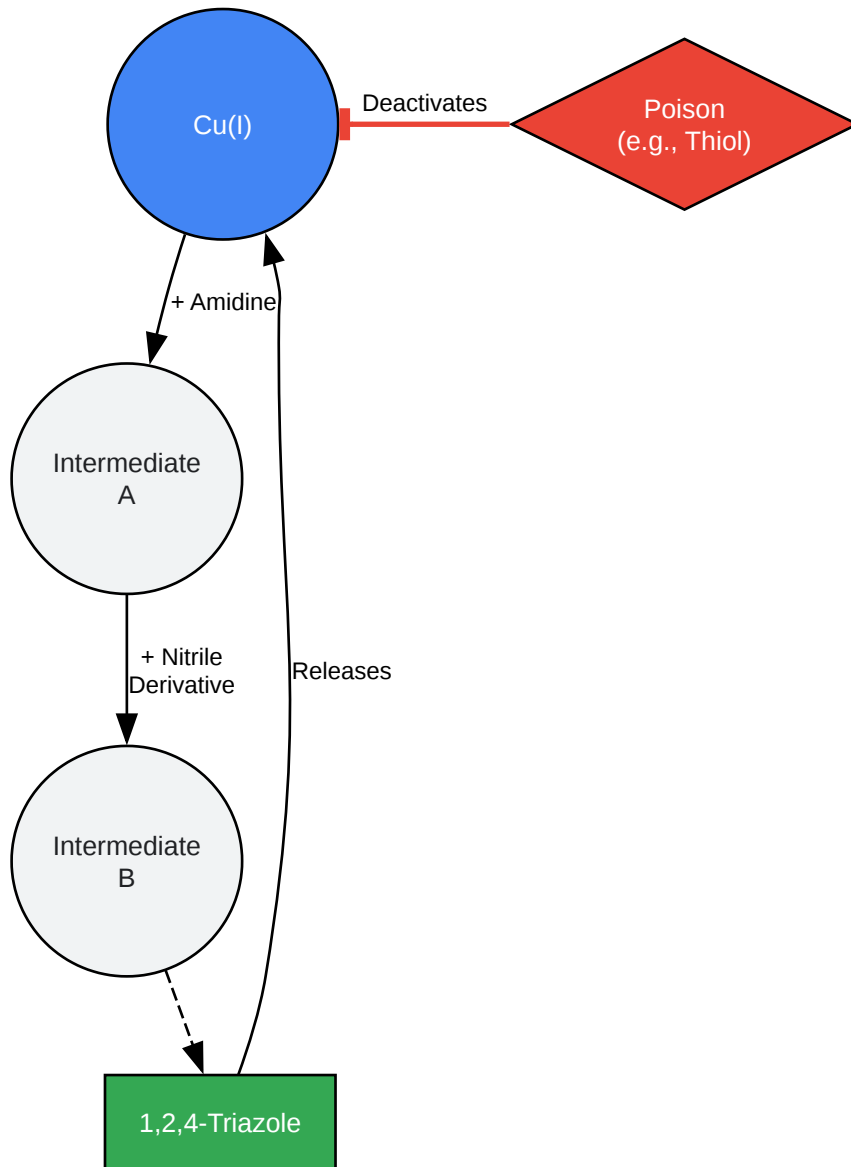 Deactivates
Poison
(e.g., Thiol)
Cu(I)
+ Amidine
Intermediate
A
+ Nitrile
Derivative
Releases
Intermediate
B
1,2,4-Triazole